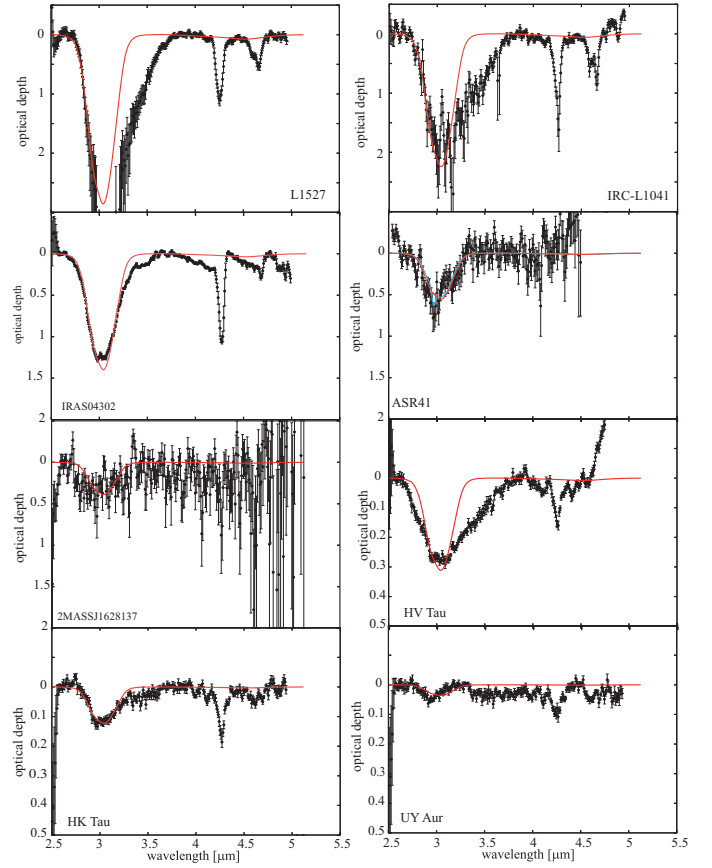 0
1
2
optical depth
L1527
0
1
2
3
optical depth
IRC-L1041
0
0.5
1
1.5
optical depth
IRAS04302
0
0.5
1
1.5
2
optical depth
ASR41
0
0.5
1
1.5
2
optical depth
2MASSJ1628137
0
0.1
0.2
0.3
0.4
0.5
optical depth
HV Tau
0
0.1
0.2
0.3
0.4
0.5
optical depth
HK Tau
2.5 3 3.5 4 4.5 5 5.5
wavelength [μm]
0
0.1
0.2
0.3
0.4
0.5
optical depth
UY Aur
2.5 3 3.5 4 4.5 5 5.5
wavelength [μm]